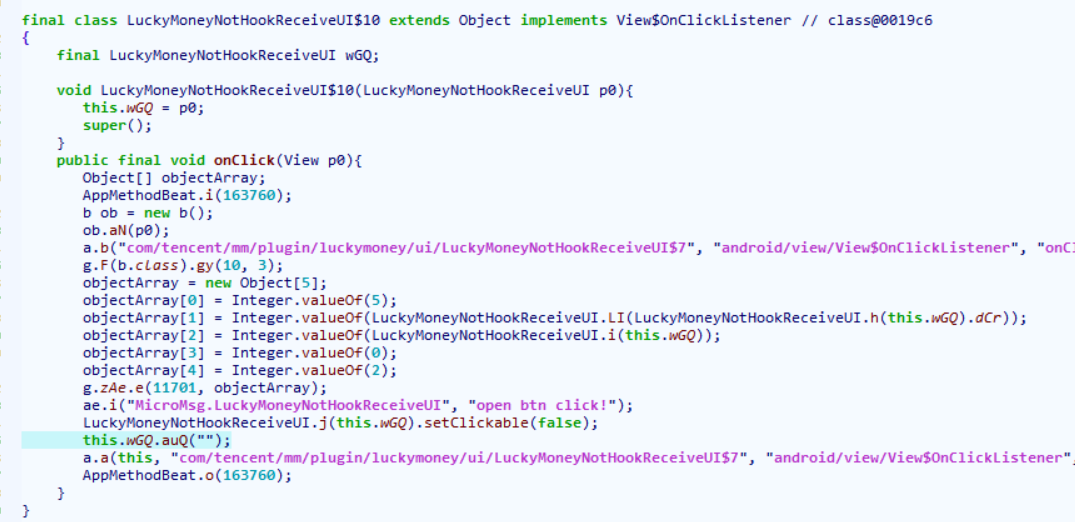 final class LuckyMoneyNotHookReceiveUI$10 extends Object implements View$OnClickListener // class@0019c6
{
final LuckyMoneyNotHookReceiveUI wGQ;
void LuckyMoneyNotHookReceiveUI$10(LuckyMoneyNotHookReceiveUI p0){
this.wGQ = p0;
super();
}
public final void onClick(View p0){
Object[] objectArray;
AppMethodBeat.i(163760);
b ob = new b();
ob.aN(p0);
a.b("com/tencent/mm/plugin/luckymoney/ui/LuckyMoneyNotHookReceiveUI$7", "android/view/View$OnClickListener", "onCl
g.F(b.class).gy(10, 3);
objectArray = new Object[5];
objectArray[0] = Integer.valueOf(5);
objectArray[1] = Integer.valueOf(LuckyMoneyNotHookReceiveUI.LI(LuckyMoneyNotHookReceiveUI.h(this.wGQ).dCr));
objectArray[2] = Integer.valueOf(LuckyMoneyNotHookReceiveUI.i(this.wGQ));
objectArray[3] = Integer.valueOf(0);
objectArray[4] = Integer.valueOf(2);
g.zAe.e(11701, objectArray);
ae.i("MicroMsg.LuckyMoneyNotHookReceiveUI", "open btn click!");
LuckyMoneyNotHookReceiveUI.j(this.wGQ).setClickable(false);
this.wGQ.auQ("");
a.a(this, "com/tencent/mm/plugin/luckymoney/ui/LuckyMoneyNotHookReceiveUI$7", "android/view/View$OnClickListener",
AppMethodBeat.o(163760);
}
}